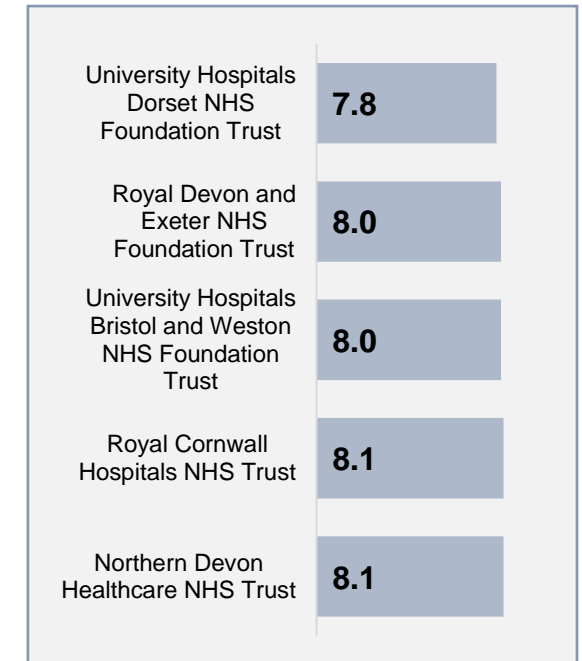 University Hospitals
Dorset NHS
Foundation Trust
7.8
Royal Devon and
Exeter NHS
Foundation Trust
8.0
University Hospitals
Bristol and Weston
NHS Foundation
Trust
8.0
Royal Cornwall
Hospitals NHS Trust
8.1
Northern Devon
Healthcare NHS Trust
8.1